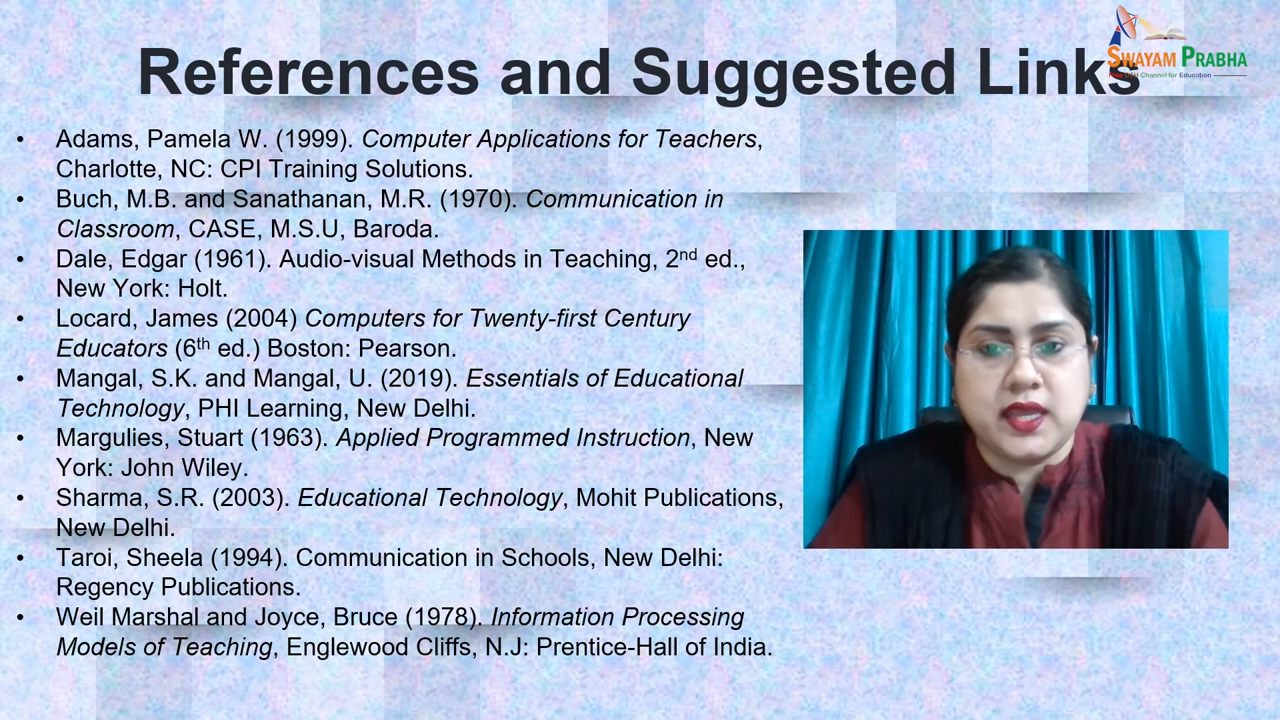 References and Suggested Links
SWAYAM PRABHA
Channel for Education
• Adams, Pamela W. (1999). Computer Applications for Teachers,
Charlotte, NC: CPI Training Solutions.
• Buch, M.B. and Sanathanan, M.R. (1970). Communication in
Classroom, CASE, M.S.U, Baroda.
• Dale, Edgar (1961). Audio-visual Methods in Teaching, 2nd ed.,
New York: Holt.
• Locard, James (2004) Computers for Twenty-first Century
Educators (6th ed.) Boston: Pearson.
• Mangal, S.K. and Mangal, U. (2019). Essentials of Educational
Technology, PHI Learning, New Delhi.
• Margulies, Stuart (1963). Applied Programmed Instruction, New
York: John Wiley.
• Sharma, S.R. (2003). Educational Technology, Mohit Publications,
New Delhi.
• Taroi, Sheela (1994). Communication in Schools, New Delhi:
Regency Publications.
• Weil Marshal and Joyce, Bruce (1978). Information Processing
Models of Teaching, Englewood Cliffs, N.J: Prentice-Hall of India.